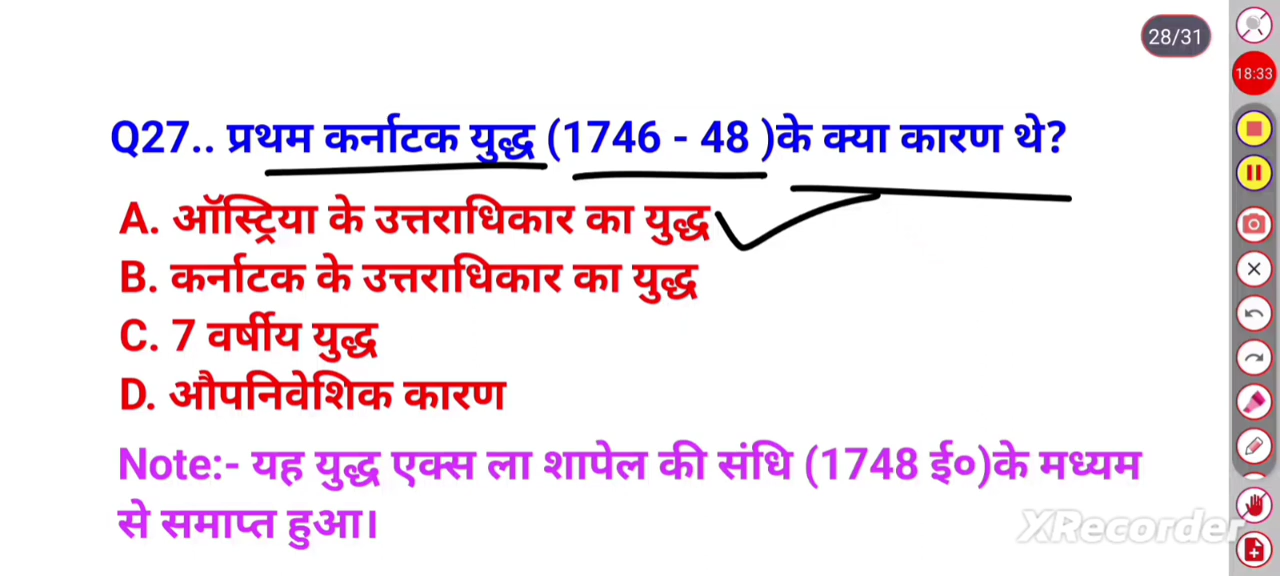 28/31
18:33
Q27.. प्रथम कर्नाटक युद्ध (1746 - 48 )के क्या कारण थे?
A. ऑस्ट्रिया के उत्तराधिकार का युद्ध
B. कर्नाटक के उत्तराधिकार का युद्ध
C. 7 वर्षीय युद्ध
D. औपनिवेशिक कारण
Note:- यह युद्ध एक्स ला शापेल की संधि (1748 ई०)के मध्यम
से समाप्त हुआ।
XRecorder